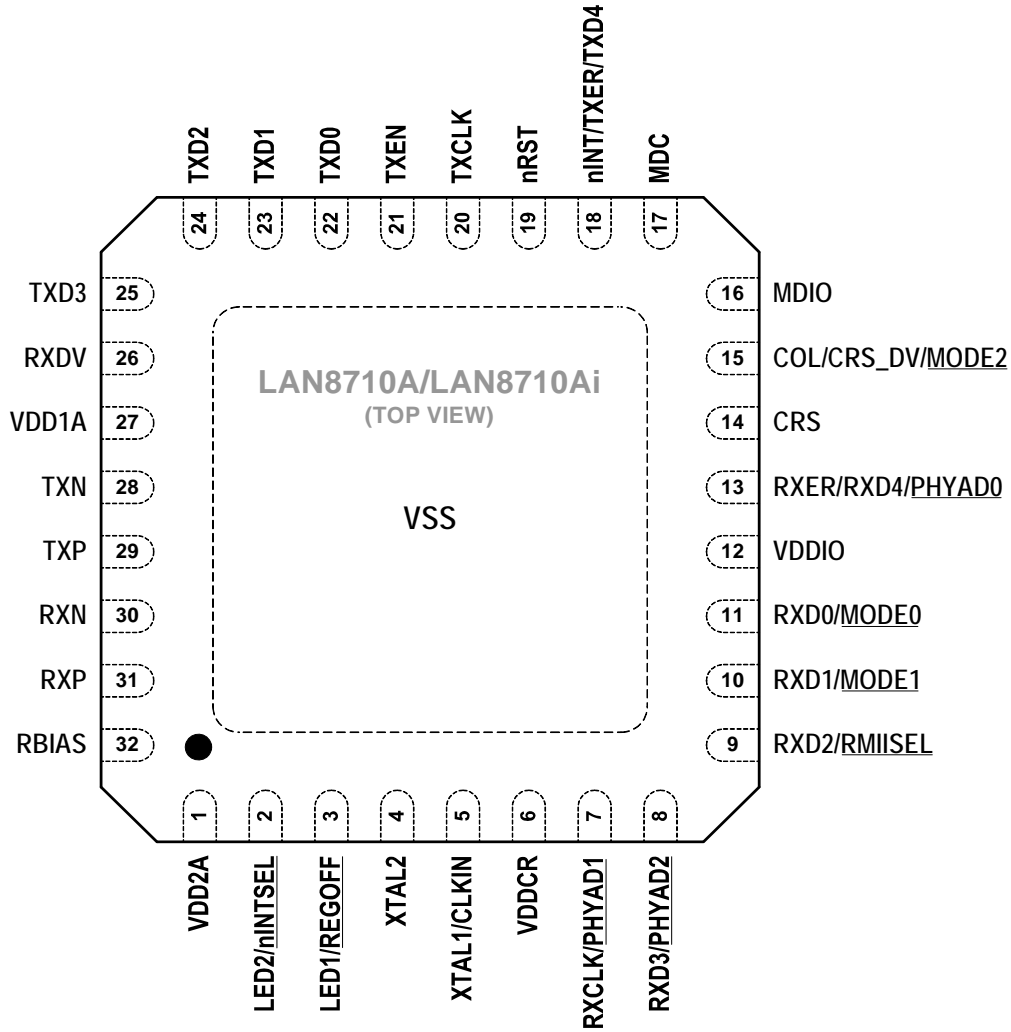 nINT/TXER/TXD4
TXD2
TXD1
TXD0
TXEN
TXCLK
nRST
MDC
24
23
22
21
20
19
18
17
TXD3 25
RXDV 26
VDD1A 27
TXN 28
TXP 29
RXN 30
RXP 31
RBIAS 32
LAN8710A/LAN8710Ai
(TOP VIEW)
VSS
16 MDIO
15 COL/CRS_DV/MODE2
14 CRS
13 RXER/RXD4/PHYAD0
12 VDDIO
11 RXD0/MODE0
10 RXD1/MODE1
9 RXD2/RMIISEL
1
2
3
4
5
6
7
8
VDD2A
LED2/nINTSEL
LED1/REGOFF
XTAL2
XTAL1/CLKIN
VDDCR
RXCLK/PHYAD1
RXD3/PHYAD2